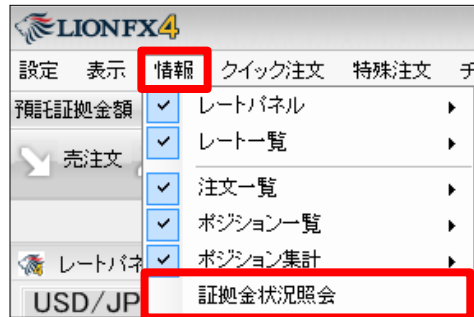 LIONFX4
設定 表示 情報 クイック注文 特殊注文 チ
預託証拠金額
レートパネル
レート一覧
売注文
注文一覧
ポジション一覧
ポジション集計
レートパネ
証拠金状況照会
USD/JP